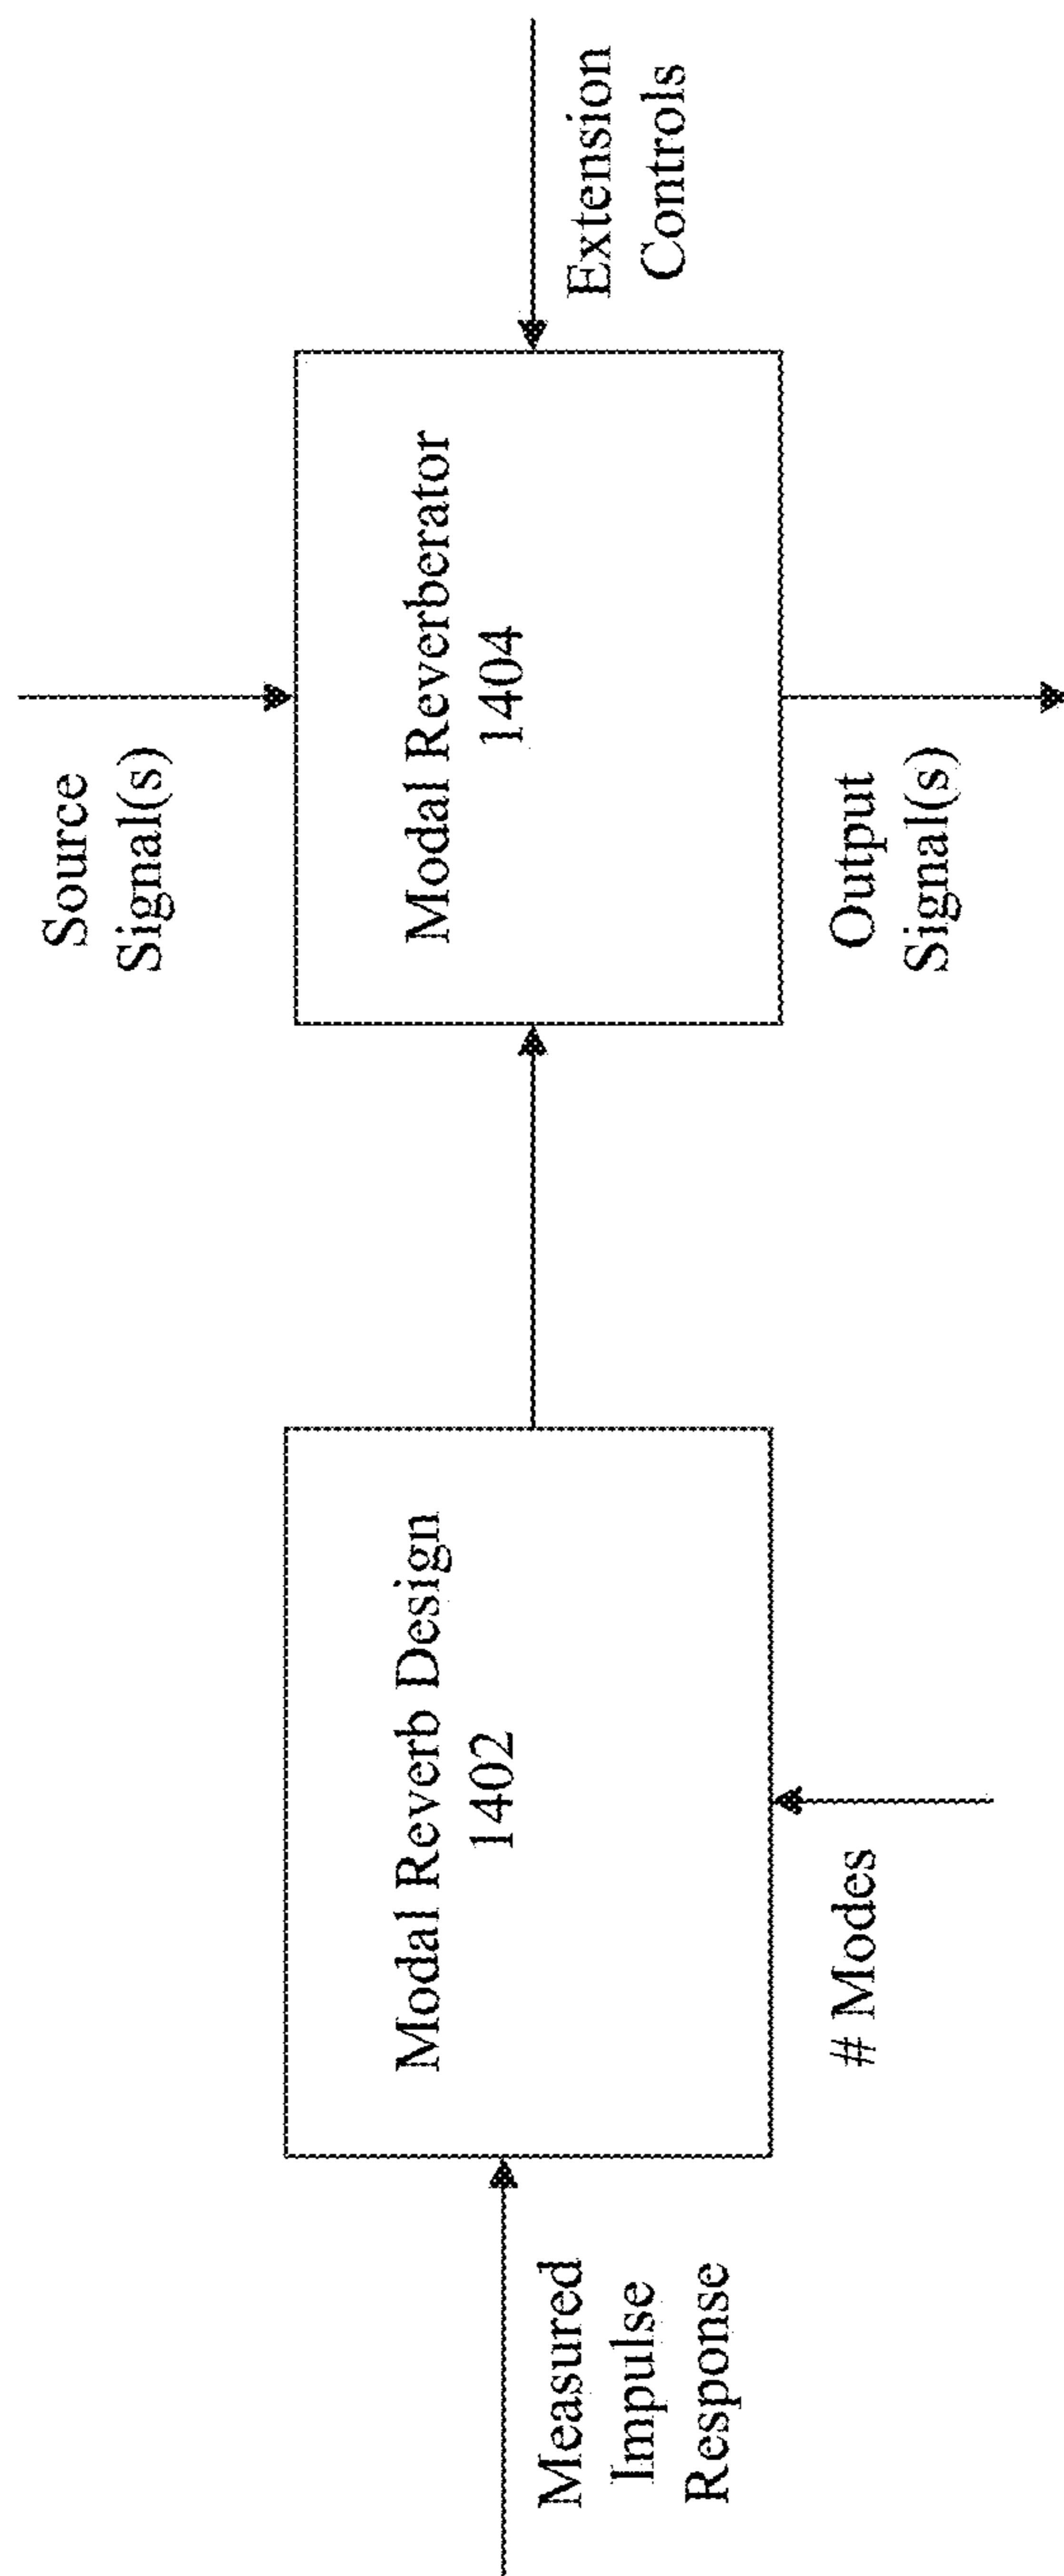 Measured
Impulse
Response
Modal Reverb Design
1402
# Modes
Source
Signal(s)
Modal Reverberator
1404
Output
Signal(s)
Extension
Controls